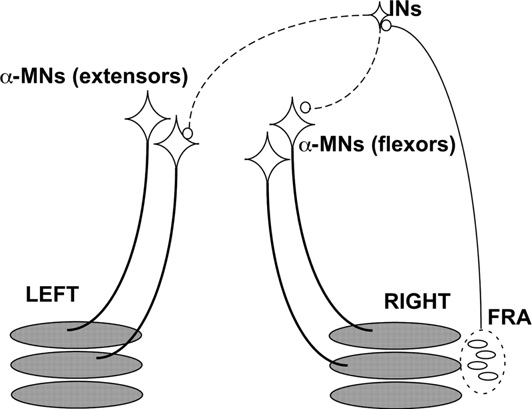 INs
α-MNs (extensors)
α-MNs (flexors)
LEFT
RIGHT
FRA